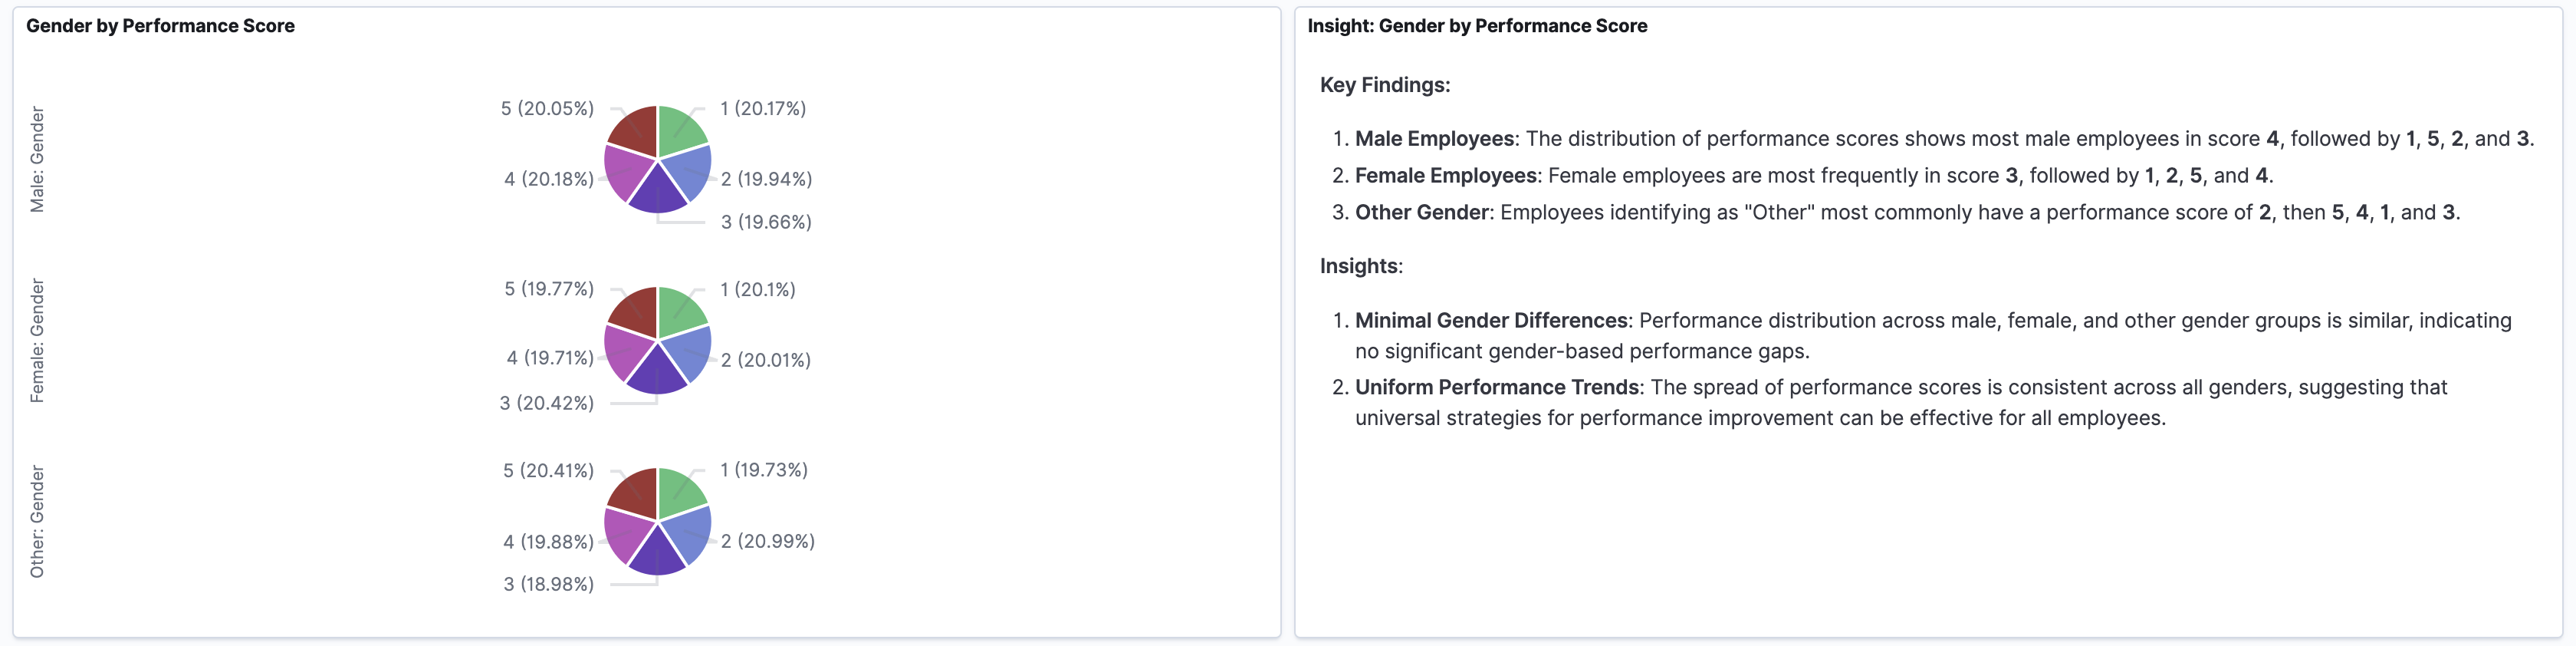 Gender by Performance Score
Male: Gender
5 (20.05%)
1 (20.17%)
4 (20.18%)
2 (19.94%)
3 (19.66%)
Female: Gender
5 (19.77%)
1 (20.1%)
4 (19.71%)
2 (20.01%)
3 (20.42%)
Other: Gender
5 (20.41%)
1 (19.73%)
4 (19.88%)
2 (20.99%)
3 (18.98%)
Insight: Gender by Performance Score
Key Findings:
1. Male Employees: The distribution of performance scores shows most male employees in score 4, followed by 1, 5, 2, and 3.
2. Female Employees: Female employees are most frequently in score 3, followed by 1, 2, 5, and 4.
3. Other Gender: Employees identifying as "Other" most commonly have a performance score of 2, then 5, 4, 1, and 3.
Insights:
1. Minimal Gender Differences: Performance distribution across male, female, and other gender groups is similar, indicating
no significant gender-based performance gaps.
2. Uniform Performance Trends: The spread of performance scores is consistent across all genders, suggesting that
universal strategies for performance improvement can be effective for all employees.